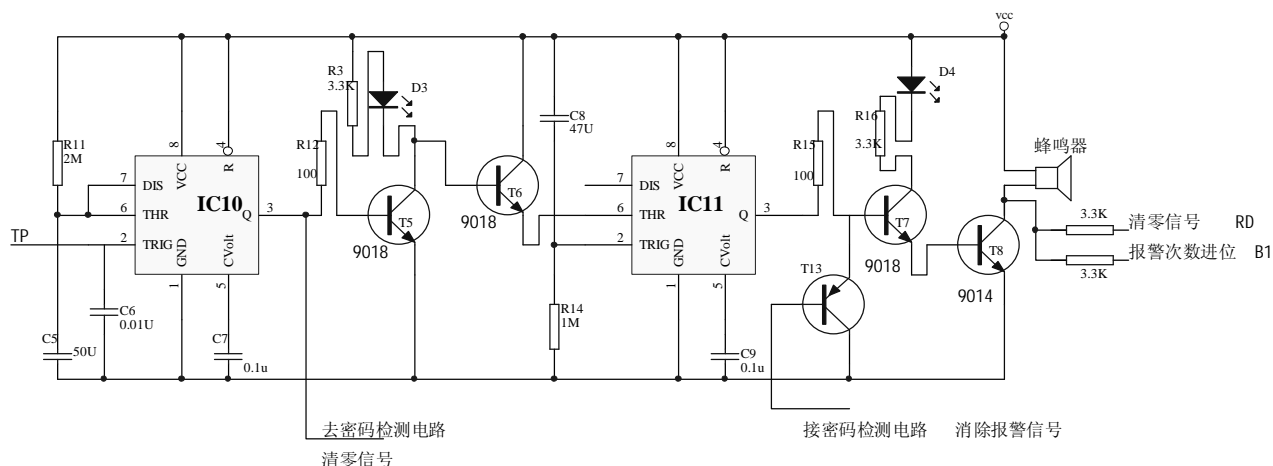 vcc
R3
3.3K
D3
D4
C8
47U
R16
3.3K
R11
2M
8
4
R12
100
8
4
R15
100
蜂鸣器
VCC
R
7
DIS
6
THR
IC10
Q
3
2
TRIG
GND
CVolt
1
5
TP
T5
9018
T6
9018
VCC
R
7
DIS
6
THR
IC11
Q
3
2
TRIG
GND
CVolt
1
5
T7
9018
T8
9014
T13
3.3K
清零信号 RD
报警次数进位 B1
3.3K
C6
0.01U
C5
50U
C7
0.1u
R14
1M
C9
0.1u
去密码检测电路
清零信号
接密码检测电路 消除报警信号